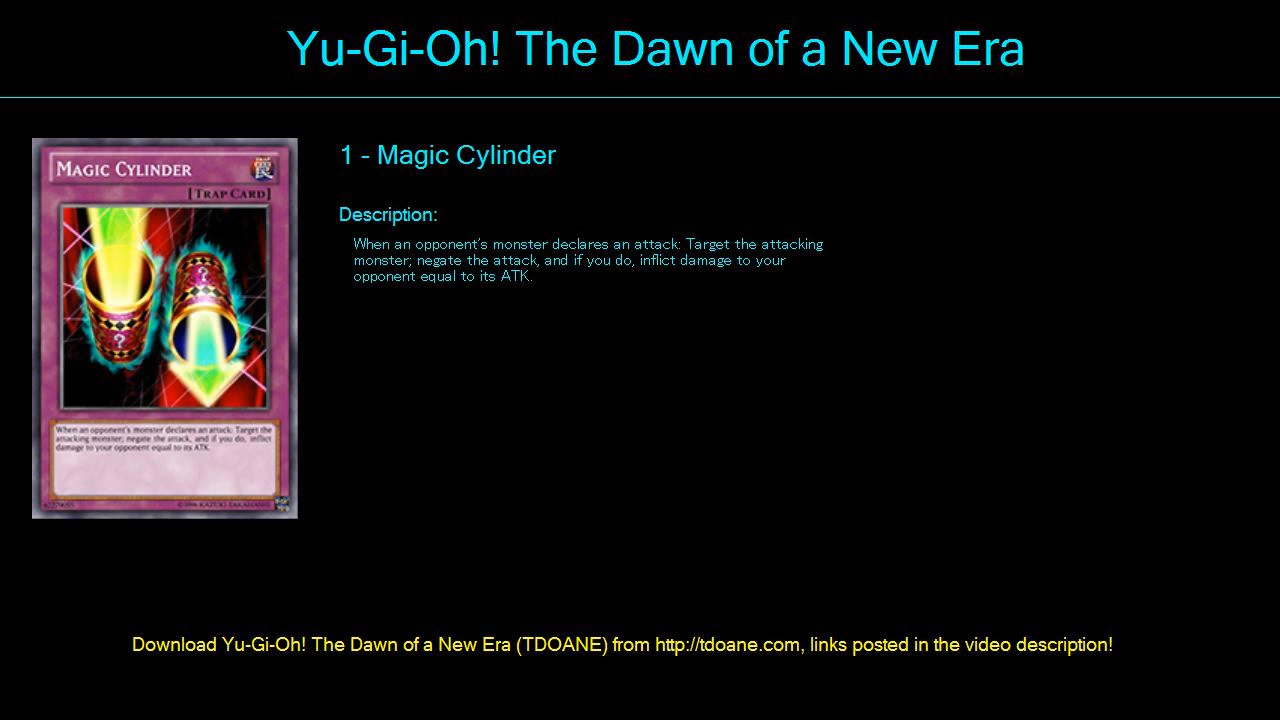 Yu-Gi-Oh! The Dawn of a New Era
MAGIC CYLINDER
罠
[TRAP CARD]
?
?
When an opponent's monster declares an attack: Target the
attacking monster; negate the attack, and if you do, inflict
damage to your opponent equal to its ATK.
©1996 KAZUKI TAKAHASHI
1 - Magic Cylinder
Description:
When an opponent's monster declares an attack: Target the attacking
monster; negate the attack, and if you do, inflict damage to your
opponent equal to its ATK.
Download Yu-Gi-Oh! The Dawn of a New Era (TDOANE) from http://tdoane.com, links posted in the video description!